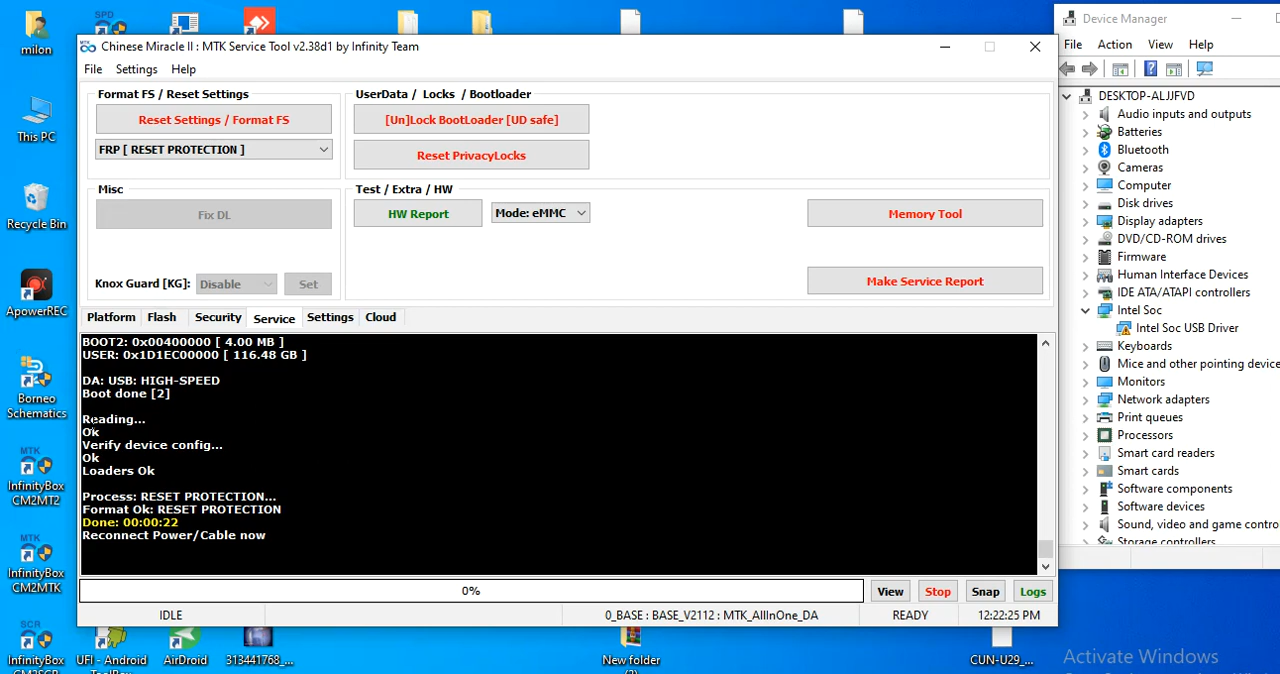 SPD
milon
This PC
Recycle Bin
ApowerREC
Borneo
Schematics
MTK
InfinityBox
CM2MT2
MTK
InfinityBox
CM2MTK
SCR
InfinityBox
Chinese Miracle II : MTK Service Tool v2.38d1 by Infinity Team
File Settings Help
Format FS / Reset Settings
Reset Settings / Format FS
FRP [ RESET PROTECTION ]
UserData / Locks / Bootloader
[Un]Lock BootLoader [UD safe]
Reset PrivacyLocks
Misc
Fix DL
Knox Guard [KG]: Disable Set
Test / Extra / HW
HW Report Mode: eMMC Memory Tool
Make Service Report
Platform Flash Security Service Settings Cloud
BOOT2: 0x00400000 [ 4.00 MB ]
USER: 0x1D1EC00000 [ 116.48 GB ]
DA: USB: HIGH-SPEED
Boot done [2]
Reading...
Ok
Verify device config...
Ok
Loaders Ok
Process: RESET PROTECTION...
Format Ok: RESET PROTECTION
Done: 00:00:22
Reconnect Power/Cable now
0% View Stop Snap Logs
IDLE 0_BASE : BASE_V2112 : MTK_AllInOne_DA READY 12:22:25 PM
UFI - Android
AirDroid
313441768_...
New folder
CUN-U29_...
Device Manager
File Action View Help
DESKTOP-ALJJFVD
Audio inputs and outputs
Batteries
Bluetooth
Cameras
Computer
Disk drives
Display adapters
DVD/CD-ROM drives
Firmware
Human Interface Devices
IDE ATA/ATAPI controllers
Intel Soc
Intel Soc USB Driver
Keyboards
Mice and other pointing device
Monitors
Network adapters
Print queues
Processors
Smart card readers
Smart cards
Software components
Software devices
Sound, video and game contro
Storage controllers
Activate Windows